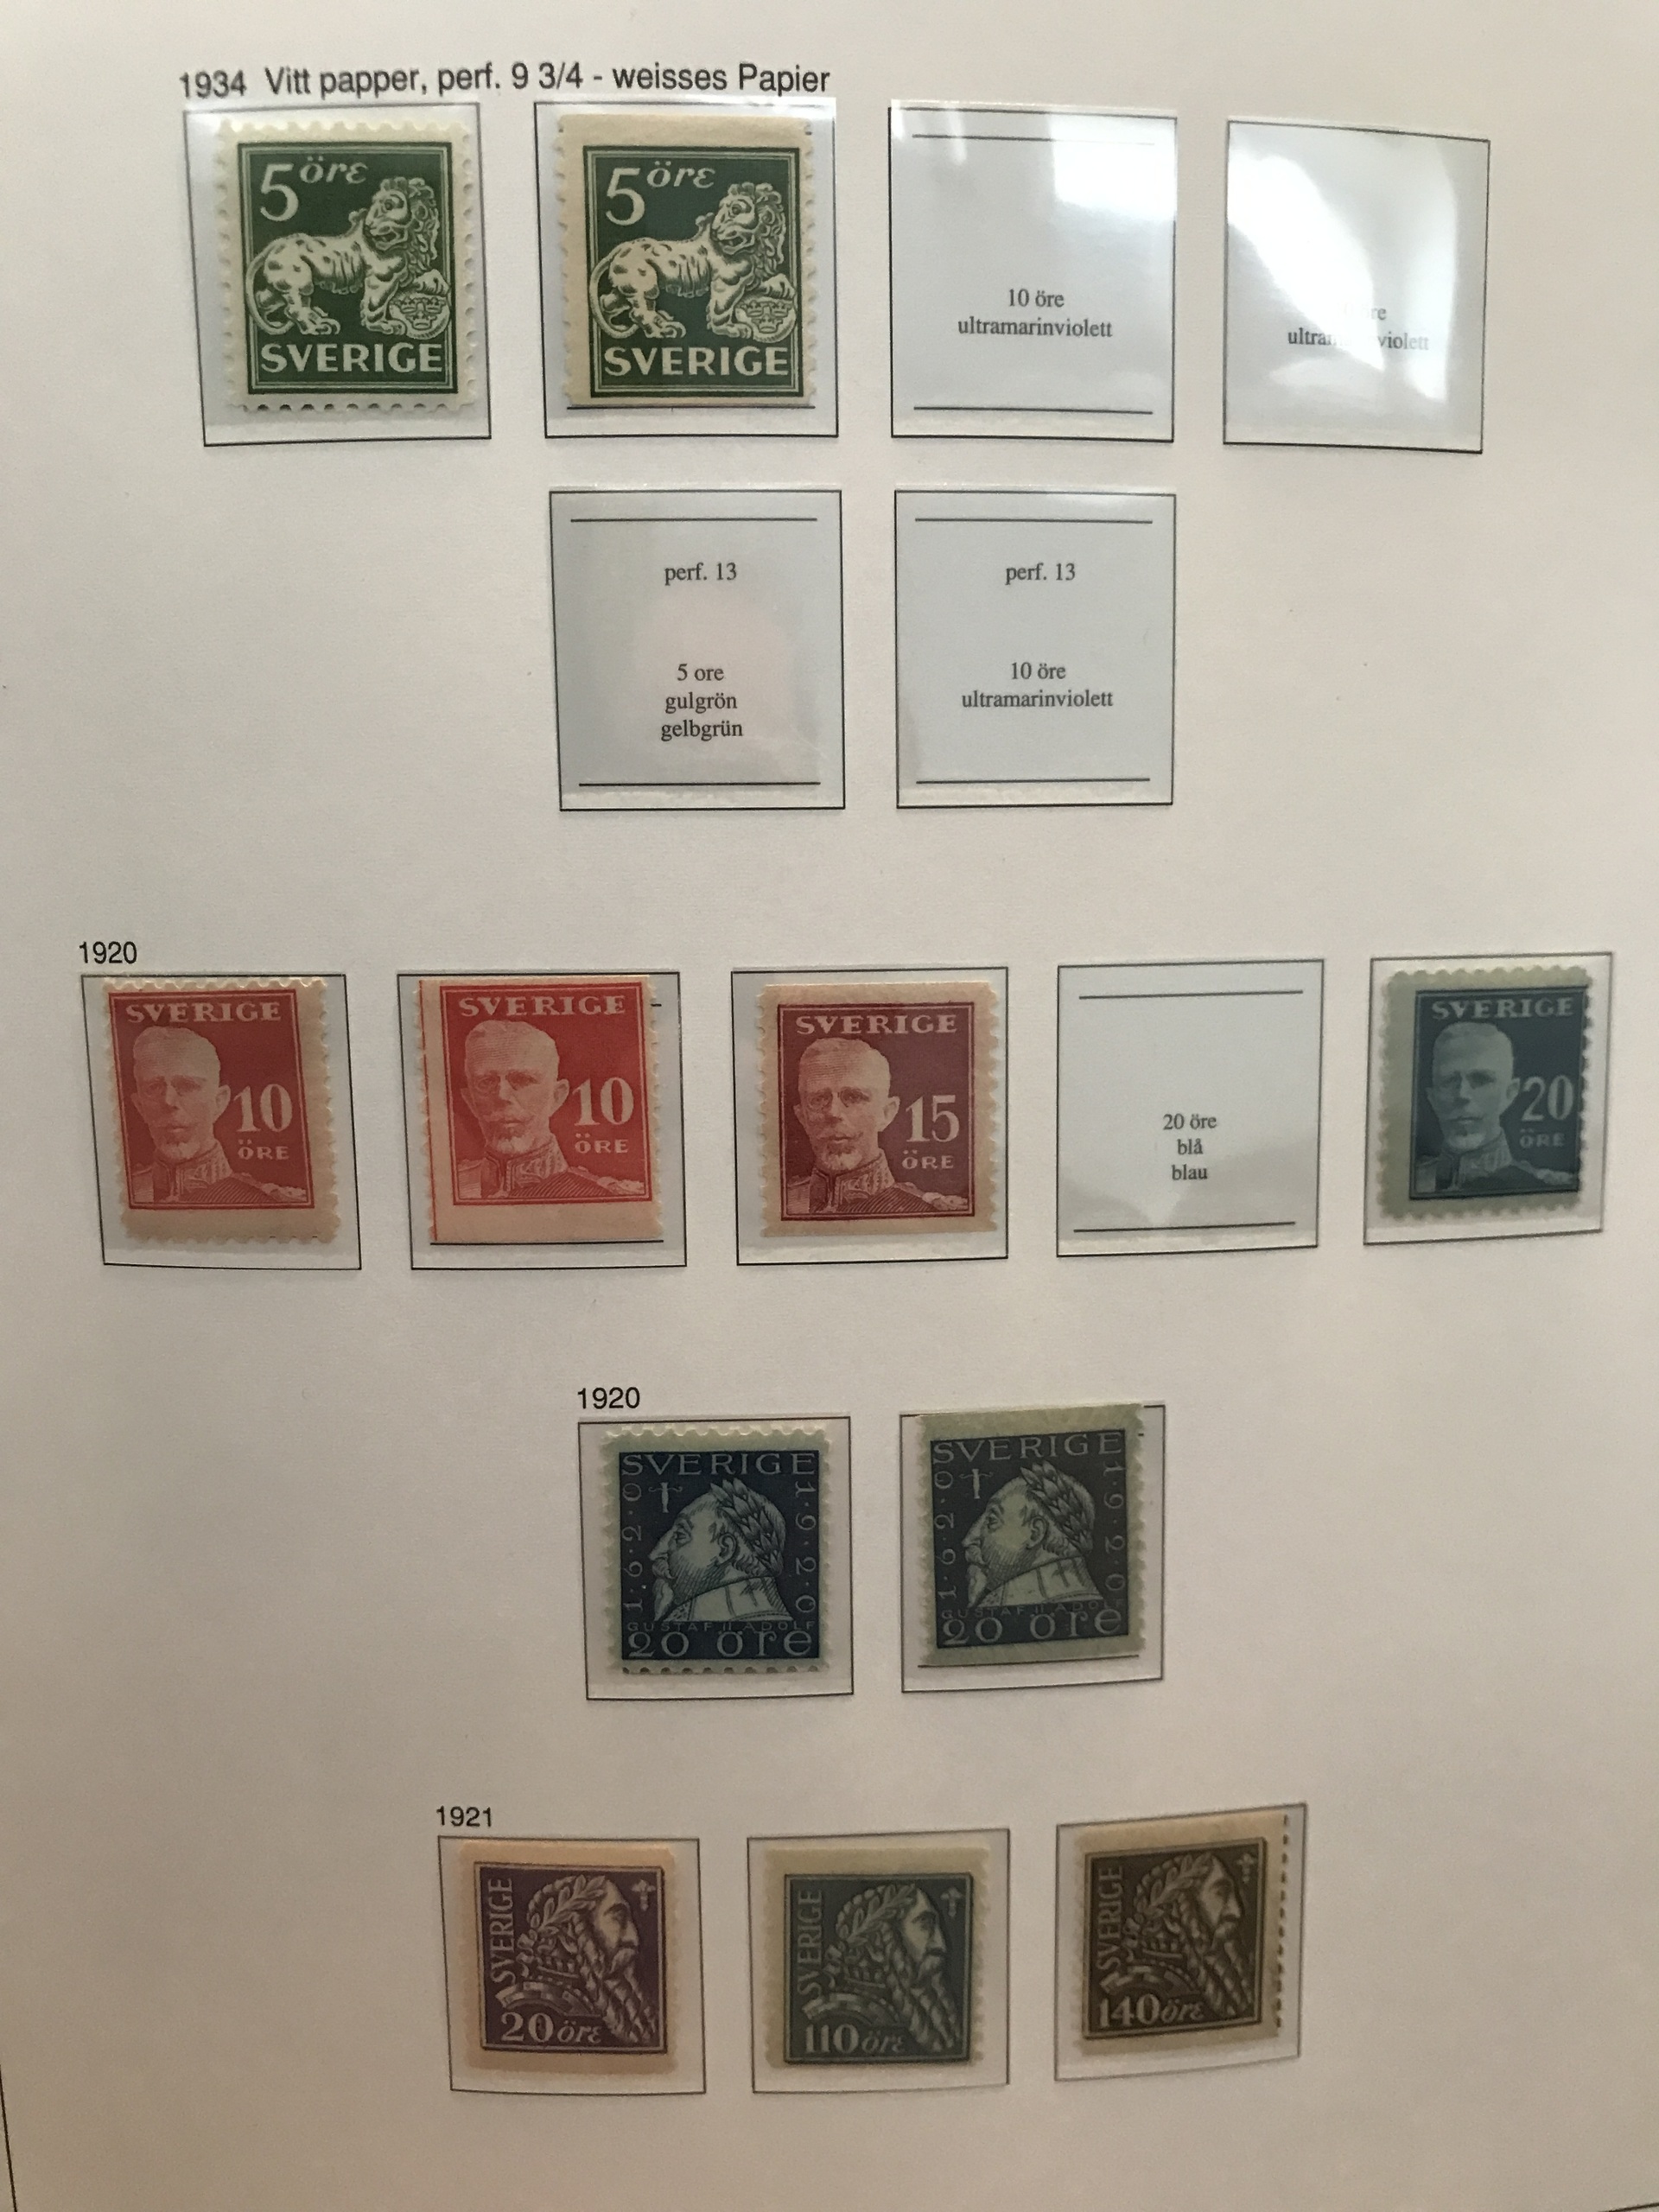 1934 Vitt papper, perf. 9 3/4 - weisses Papier
5 öre
SVERIGE
5 öre
SVERIGE
10 öre
ultramarinviolett
perf. 13
5 ore
gulgrön
gelbgrün
perf. 13
10 öre
ultramarinviolett
1920
SVERIGE
10
ÖRE
SVERIGE
10
ÖRE
SVERIGE
15
ÖRE
20 öre
blå
blau
SVERIGE
20
ÖRE
1920
SVERIGE
1·6·2·0
1·9·2·0
GUSTAF II ADOLF
20 öre
SVERIGE
1·6·2·0
1·9·2·0
GUSTAF II ADOLF
20 öre
1921
SVERIGE
20 öre
SVERIGE
110 öre
SVERIGE
140 öre